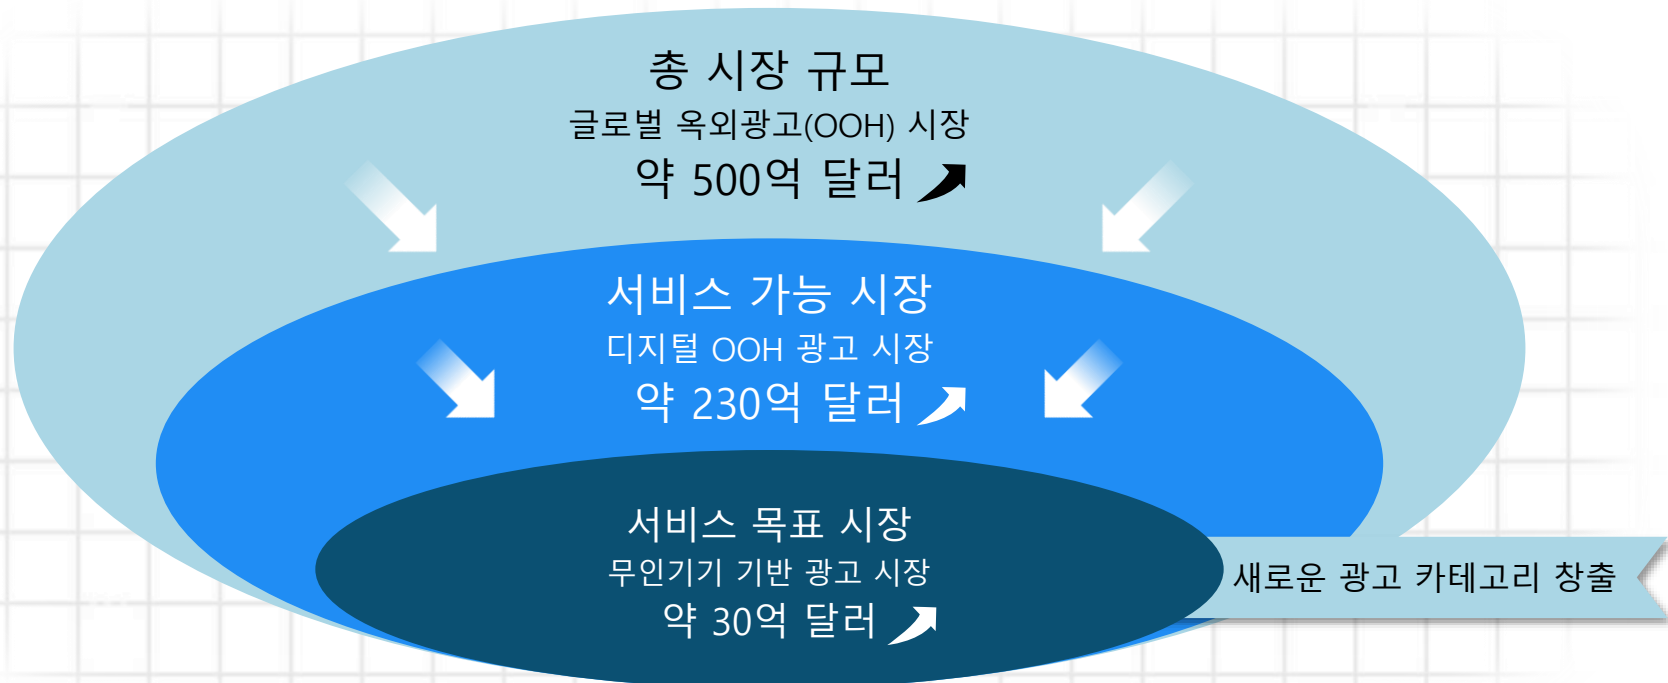 총 시장 규모
글로벌 옥외광고(OOH) 시장
약 500억 달러
서비스 가능 시장
디지털 OOH 광고 시장
약 230억 달러
서비스 목표 시장
무인기기 기반 광고 시장
약 30억 달러
새로운 광고 카테고리 창출